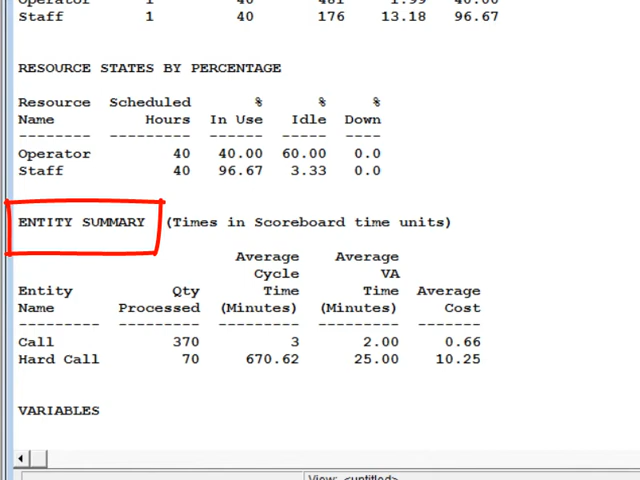 Staff 1 40 176 13.18 96.67
RESOURCE STATES BY PERCENTAGE
Resource Scheduled % % %
Name Hours In Use Idle Down
-------- --------- ------ ----- ----
Operator 40 40.00 60.00 0.0
Staff 40 96.67 3.33 0.0
ENTITY SUMMARY (Times in Scoreboard time units)
Average Average
Cycle VA
Entity Qty Time Time Average
Name Processed (Minutes) (Minutes) Cost
--------- --------- --------- --------- -------
Call 370 3 2.00 0.66
Hard Call 70 670.62 25.00 10.25
VARIABLES
View: <untitled>